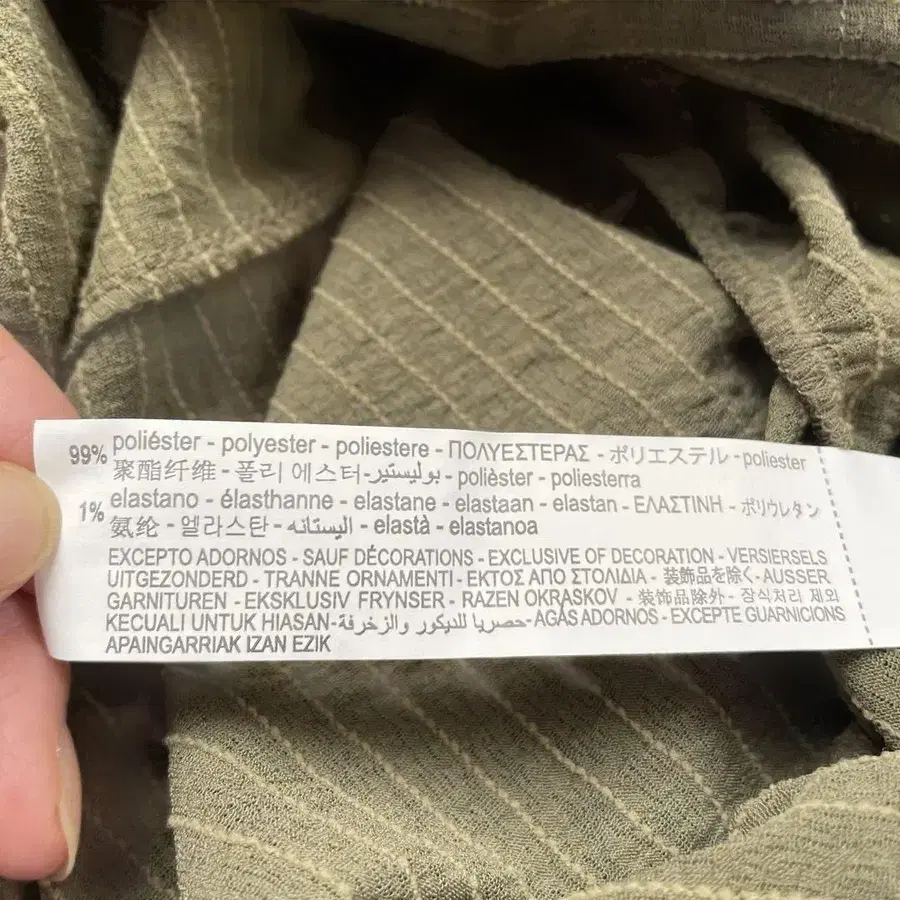 99% poliéster - polyester - poliestere - ΠΟΛΥΕΣΤΕΡΑΣ - ポリエステル - poliester
聚酯纤维 - 폴리 에스터 - بوليستير - polièster - poliesterra
1% elastano - élasthanne - elastane - elastaan - elastan - ΕΛΑΣΤΙΝΗ - ポリウレタン
氨纶 - 엘라스탄 - اليستانه - elastà - elastanoa
EXCEPTO ADORNOS - SAUF DÉCORATIONS - EXCLUSIVE OF DECORATION - VERSIERSELS
UITGEZONDERD - TRANNE ORNAMENTI - ΕΚΤΟΣ ΑΠΟ ΣΤΟΛΙΔΙΑ - 装飾品を除く - AUSSER
GARNITUREN - EKSKLUSIV FRYNSER - RAZEN OKRASKOV - 装饰品除外 - 장식처리 제외
KECUALI UNTUK HIASAN - حصريا للديكور والزخرفة - AGÁS ADORNOS - EXCEPTE GUARNICIONS
APAINGARRIAK IZAN EZIK